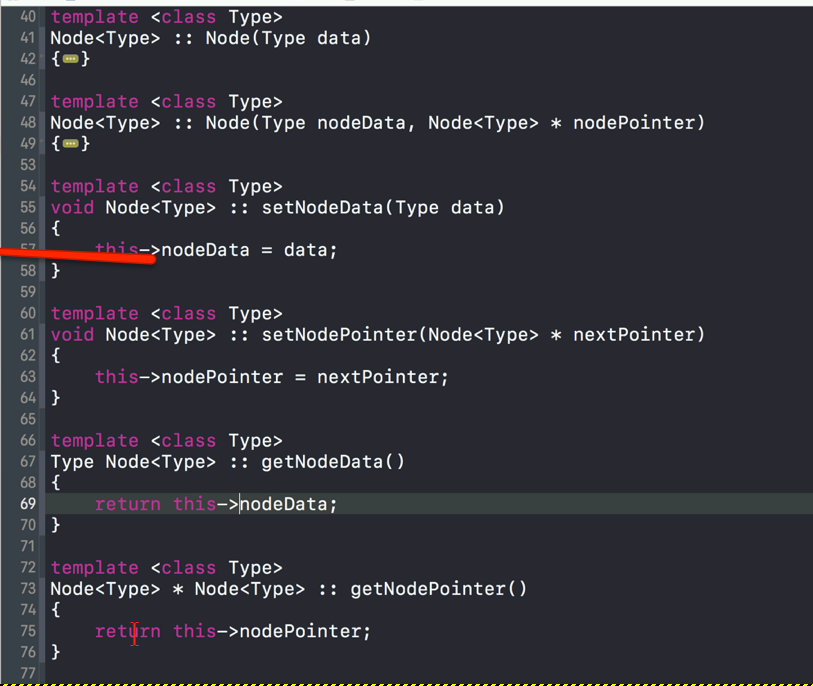 40 template <class Type>
41 Node<Type> :: Node(Type data)
42 {...}
46
47 template <class Type>
48 Node<Type> :: Node(Type nodeData, Node<Type> * nodePointer)
49 {...}
53
54 template <class Type>
55 void Node<Type> :: setNodeData(Type data)
56 {
57 this->nodeData = data;
58 }
59
60 template <class Type>
61 void Node<Type> :: setNodePointer(Node<Type> * nextPointer)
62 {
63 this->nodePointer = nextPointer;
64 }
65
66 template <class Type>
67 Type Node<Type> :: getNodeData()
68 {
69 return this->nodeData;
70 }
71
72 template <class Type>
73 Node<Type> * Node<Type> :: getNodePointer()
74 {
75 return this->nodePointer;
76 }
77